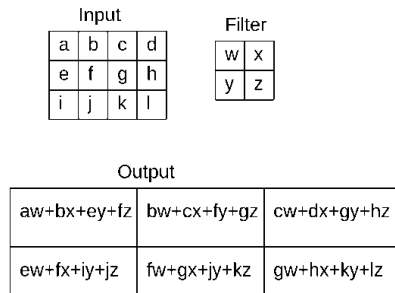 Input
Filter
a b c d
e f g h
i j k l
w x
y z
Output
aw+bx+ey+fz bw+cx+fy+gz cw+dx+gy+hz
ew+fx+iy+jz fw+gx+jy+kz gw+hx+ky+lz